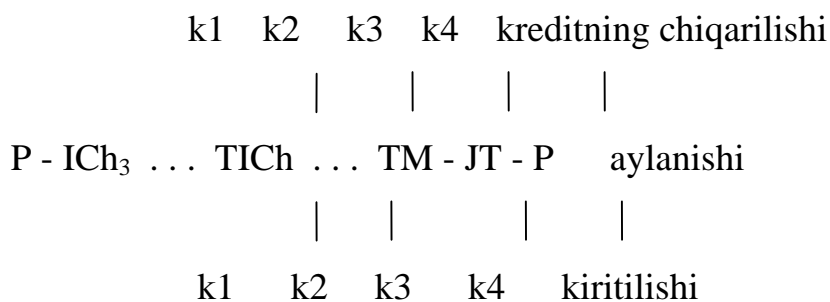 k1 k2 k3 k4 kreditning chiqarilishi
| | | |
P - ICh₃ . . . TICh . . . TM - JT - P aylanishi
| | | |
k1 k2 k3 k4 kiritilishi